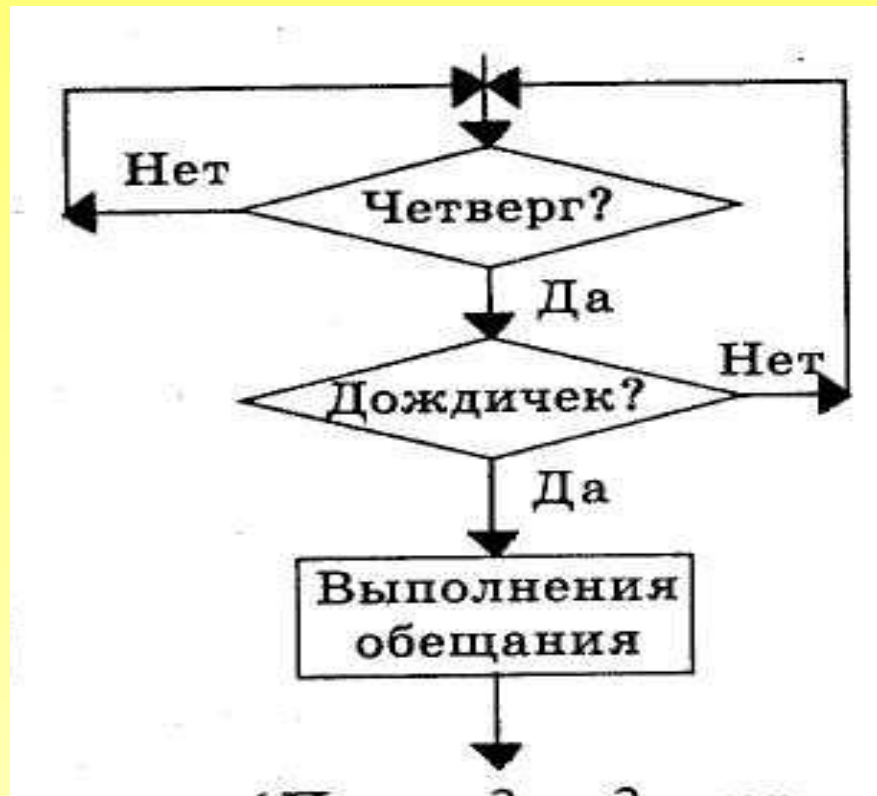 Нет
Четверг?
Да
Нет
Дождичек?
Да
Выполнения
обещания